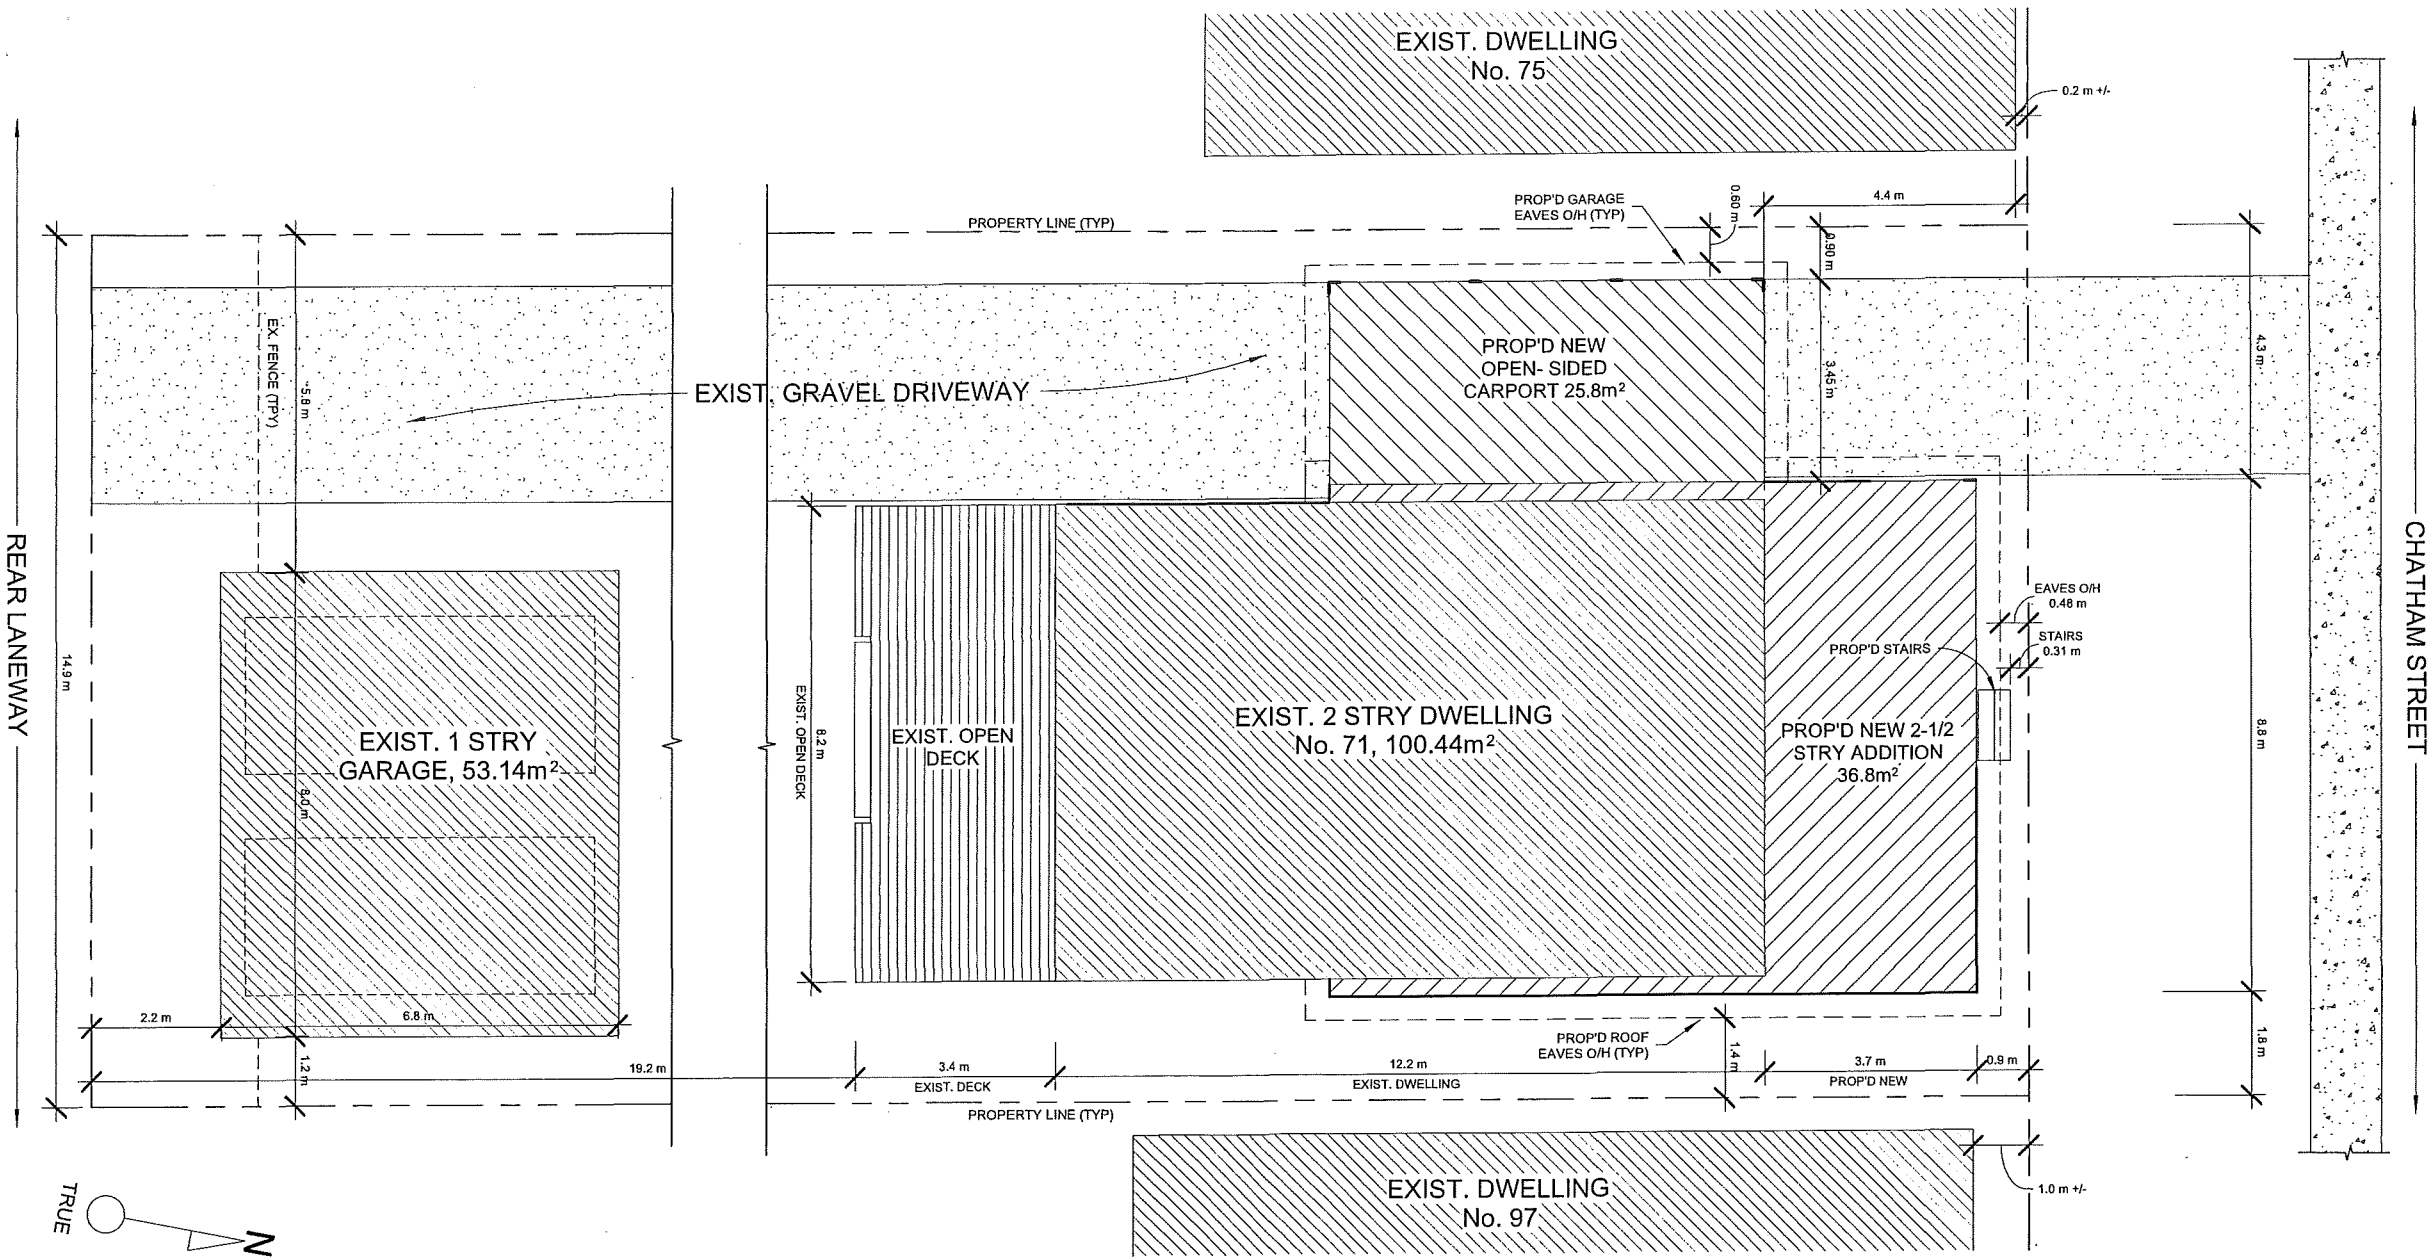 EXIST. DWELLING
No. 75
0.2 m +/-
PROP'D GARAGE
EAVES O/H (TYP)
0.60 m
4.4 m
PROPERTY LINE (TYP)
0.90 m
EX. FENCE (TPY)
5.8 m
EXIST. GRAVEL DRIVEWAY
PROP'D NEW
OPEN- SIDED
CARPORT 25.8m²
3.45 m
4.3 m
REAR LANEWAY
14.9 m
CHATHAM STREET
EAVES O/H
0.48 m
STAIRS
0.31 m
PROP'D STAIRS
EXIST. 1 STRY
GARAGE, 53.14m²
8.0 m
8.2 m
EXIST. OPEN DECK
EXIST. OPEN
DECK
EXIST. 2 STRY DWELLING
No. 71, 100.44m²
PROP'D NEW 2-1/2
STRY ADDITION
36.8m²
8.8 m
2.2 m
6.8 m
PROP'D ROOF
EAVES O/H (TYP)
1.4 m
1.8 m
1.2 m
19.2 m
3.4 m
EXIST. DECK
12.2 m
EXIST. DWELLING
3.7 m
PROP'D NEW
0.9 m
PROPERTY LINE (TYP)
EXIST. DWELLING
No. 97
1.0 m +/-
TRUE
N